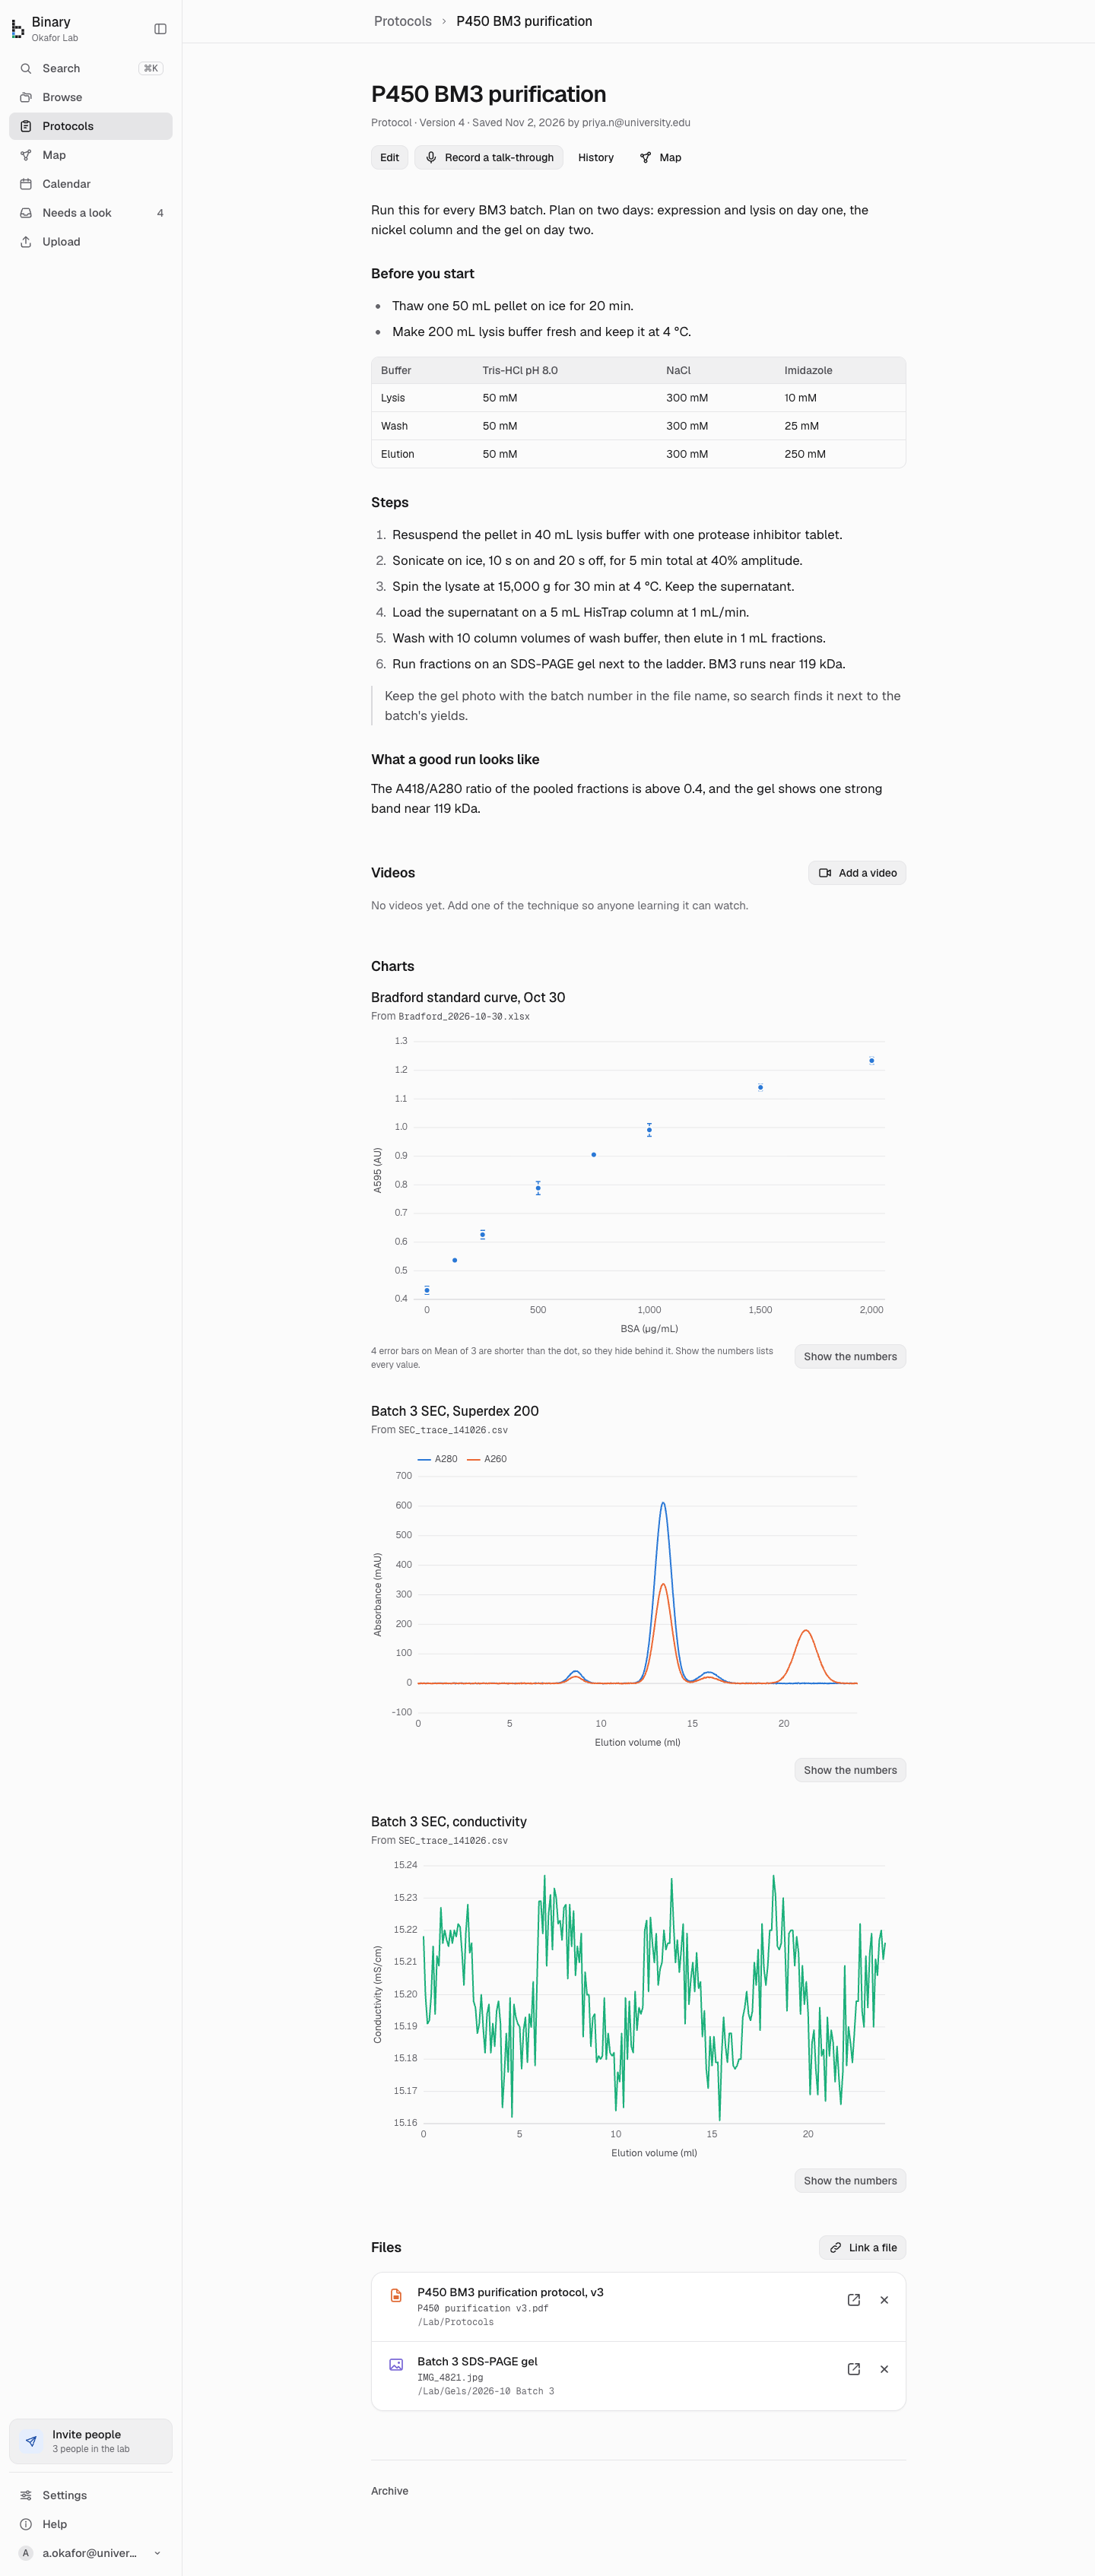 Binary
Okafor Lab
Search ⌘K
Browse
Protocols
Map
Calendar
Needs a look 4
Upload
Invite people
3 people in the lab
Settings
Help
A a.okafor@univer...
Protocols > P450 BM3 purification
P450 BM3 purification
Protocol · Version 4 · Saved Nov 2, 2026 by priya.n@university.edu
Edit Record a talk-through History Map
Run this for every BM3 batch. Plan on two days: expression and lysis on day one, the
nickel column and the gel on day two.
Before you start
• Thaw one 50 mL pellet on ice for 20 min.
• Make 200 mL lysis buffer fresh and keep it at 4 °C.
Buffer Tris-HCl pH 8.0 NaCl Imidazole
Lysis 50 mM 300 mM 10 mM
Wash 50 mM 300 mM 25 mM
Elution 50 mM 300 mM 250 mM
Steps
1. Resuspend the pellet in 40 mL lysis buffer with one protease inhibitor tablet.
2. Sonicate on ice, 10 s on and 20 s off, for 5 min total at 40% amplitude.
3. Spin the lysate at 15,000 g for 30 min at 4 °C. Keep the supernatant.
4. Load the supernatant on a 5 mL HisTrap column at 1 mL/min.
5. Wash with 10 column volumes of wash buffer, then elute in 1 mL fractions.
6. Run fractions on an SDS-PAGE gel next to the ladder. BM3 runs near 119 kDa.
Keep the gel photo with the batch number in the file name, so search finds it next to the
batch's yields.
What a good run looks like
The A418/A280 ratio of the pooled fractions is above 0.4, and the gel shows one strong
band near 119 kDa.
Videos Add a video
No videos yet. Add one of the technique so anyone learning it can watch.
Charts
Bradford standard curve, Oct 30
From Bradford_2026-10-30.xlsx
1.3
1.2
1.1
1.0
0.9
0.8
0.7
0.6
0.5
0.4
A595 (AU)
0 500 1,000 1,500 2,000
BSA (µg/mL)
4 error bars on Mean of 3 are shorter than the dot, so they hide behind it. Show the numbers lists
every value.
Show the numbers
Batch 3 SEC, Superdex 200
From SEC_trace_141026.csv
A280 A260
700
600
500
400
300
200
100
0
-100
Absorbance (mAU)
0 5 10 15 20
Elution volume (ml)
Show the numbers
Batch 3 SEC, conductivity
From SEC_trace_141026.csv
15.24
15.23
15.22
15.21
15.20
15.19
15.18
15.17
15.16
Conductivity (mS/cm)
0 5 10 15 20
Elution volume (ml)
Show the numbers
Files Link a file
P450 BM3 purification protocol, v3
P450 purification v3.pdf
/Lab/Protocols
Batch 3 SDS-PAGE gel
IMG_4821.jpg
/Lab/Gels/2026-10 Batch 3
Archive